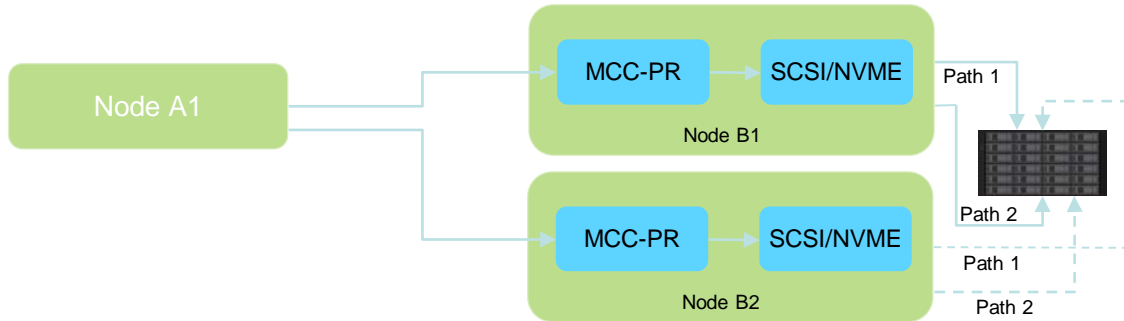 Node A1
MCC-PR
SCSI/NVME
Node B1
Path 1
Path 2
MCC-PR
SCSI/NVME
Node B2
Path 1
Path 2